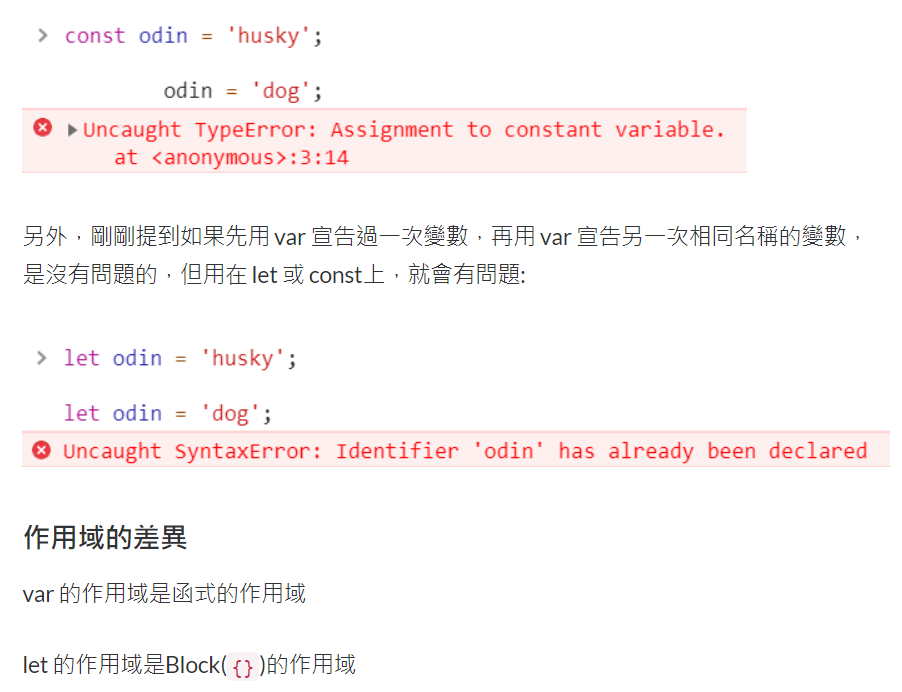 > const odin = 'husky';
odin = 'dog';
Uncaught TypeError: Assignment to constant variable.
at <anonymous>:3:14
另外，剛剛提到如果先用 var 宣告過一次變數，再用 var 宣告另一次相同名稱的變數，
是沒有問題的，但用在 let 或 const上，就會有問題:
> let odin = 'husky';
let odin = 'dog';
Uncaught SyntaxError: Identifier 'odin' has already been declared
作用域的差異
var 的作用域是函式的作用域
let 的作用域是Block({})的作用域